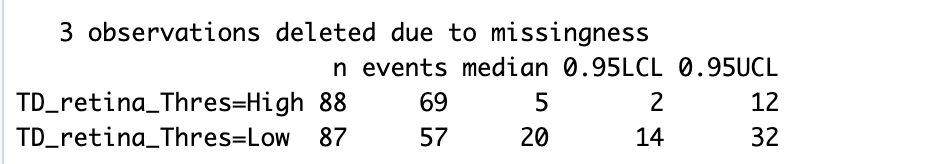 3 observations deleted due to missingness
n events median 0.95LCL 0.95UCL
TD_retina_Thres=High 88 69 5 2 12
TD_retina_Thres=Low 87 57 20 14 32